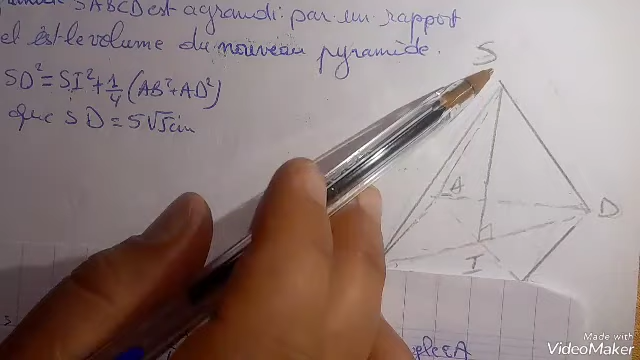 SABCD est agrandi par un rapport
el est le volume du nouveau pyramide.
SD² = SI² + 1/4 (AB² + AD²)
que SD = 5√5 cm
S
A
D
I
Made with
VideoMaker